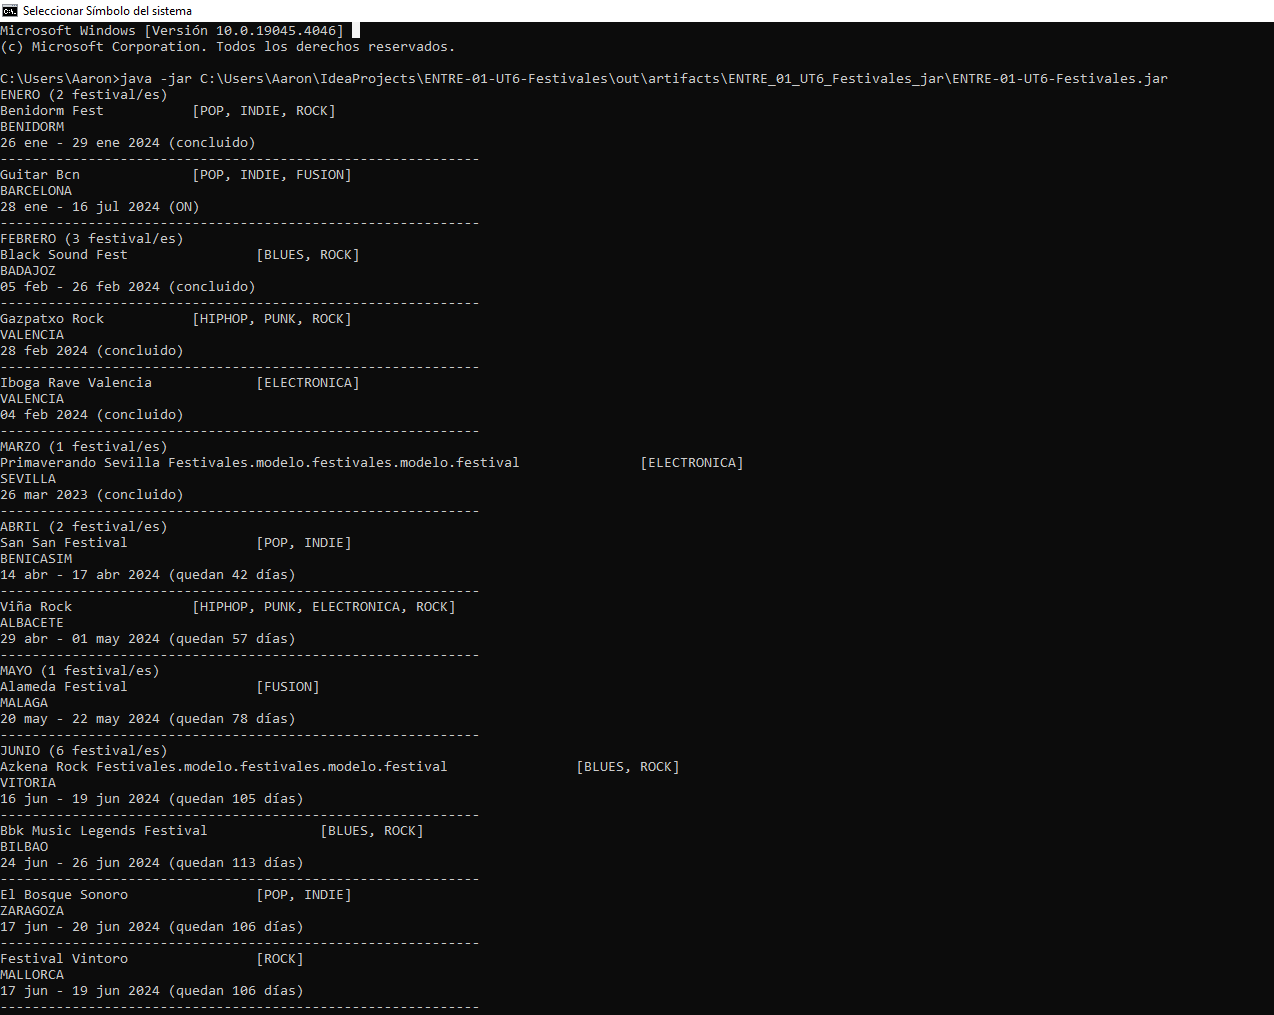 Seleccionar Símbolo del sistema
Microsoft Windows [Versión 10.0.19045.4046]
(c) Microsoft Corporation. Todos los derechos reservados.
C:\Users\Aaron>java -jar C:\Users\Aaron\IdeaProjects\ENTRE-01-UT6-Festivales\out\artifacts\ENTRE_01_UT6_Festivales_jar\ENTRE-01-UT6-Festivales.jar
ENERO (2 festival/es)
Benidorm Fest           [POP, INDIE, ROCK]
BENIDORM
26 ene - 29 ene 2024 (concluido)
------------------------------------------------------------
Guitar Bcn              [POP, INDIE, FUSION]
BARCELONA
28 ene - 16 jul 2024 (ON)
------------------------------------------------------------
FEBRERO (3 festival/es)
Black Sound Fest                [BLUES, ROCK]
BADAJOZ
05 feb - 26 feb 2024 (concluido)
------------------------------------------------------------
Gazpatxo Rock           [HIPHOP, PUNK, ROCK]
VALENCIA
28 feb 2024 (concluido)
------------------------------------------------------------
Iboga Rave Valencia             [ELECTRONICA]
VALENCIA
04 feb 2024 (concluido)
------------------------------------------------------------
MARZO (1 festival/es)
Primaverando Sevilla Festivales.modelo.festivales.modelo.festival               [ELECTRONICA]
SEVILLA
26 mar 2023 (concluido)
------------------------------------------------------------
ABRIL (2 festival/es)
San San Festival                [POP, INDIE]
BENICASIM
14 abr - 17 abr 2024 (quedan 42 días)
------------------------------------------------------------
Viña Rock               [HIPHOP, PUNK, ELECTRONICA, ROCK]
ALBACETE
29 abr - 01 may 2024 (quedan 57 días)
------------------------------------------------------------
MAYO (1 festival/es)
Alameda Festival                [FUSION]
MALAGA
20 may - 22 may 2024 (quedan 78 días)
------------------------------------------------------------
JUNIO (6 festival/es)
Azkena Rock Festivales.modelo.festivales.modelo.festival                [BLUES, ROCK]
VITORIA
16 jun - 19 jun 2024 (quedan 105 días)
------------------------------------------------------------
Bbk Music Legends Festival              [BLUES, ROCK]
BILBAO
24 jun - 26 jun 2024 (quedan 113 días)
------------------------------------------------------------
El Bosque Sonoro                [POP, INDIE]
ZARAGOZA
17 jun - 20 jun 2024 (quedan 106 días)
------------------------------------------------------------
Festival Vintoro                [ROCK]
MALLORCA
17 jun - 19 jun 2024 (quedan 106 días)
------------------------------------------------------------